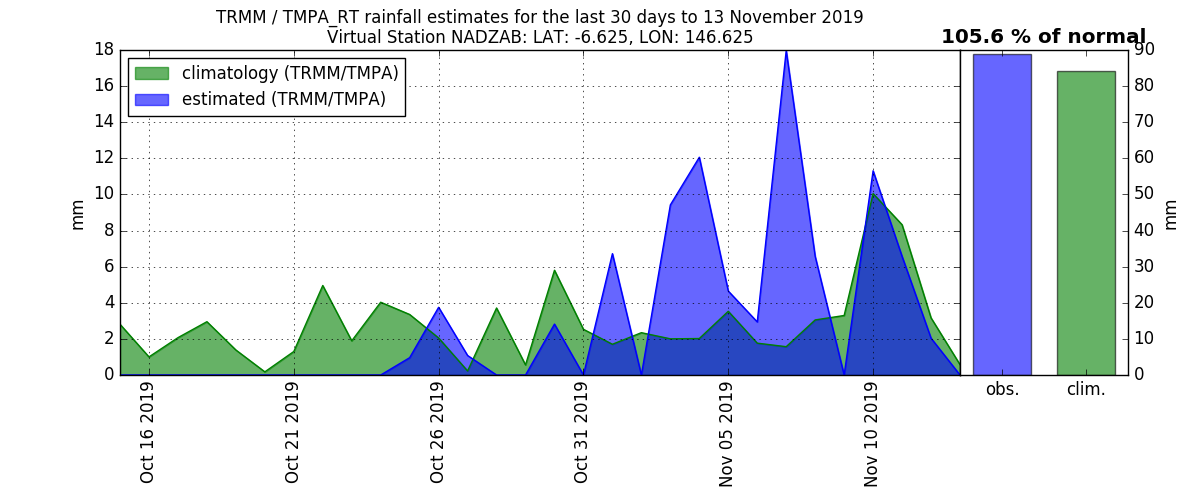 TRMM / TMPA_RT rainfall estimates for the last 30 days to 13 November 2019
Virtual Station NADZAB: LAT: -6.625, LON: 146.625
105.6 % of normal
climatology (TRMM/TMPA)
estimated (TRMM/TMPA)
18
16
14
12
10
8
6
4
2
0
mm
Oct 16 2019
Oct 21 2019
Oct 26 2019
Oct 31 2019
Nov 05 2019
Nov 10 2019
obs.
clim.
90
80
70
60
50
40
30
20
10
0
mm